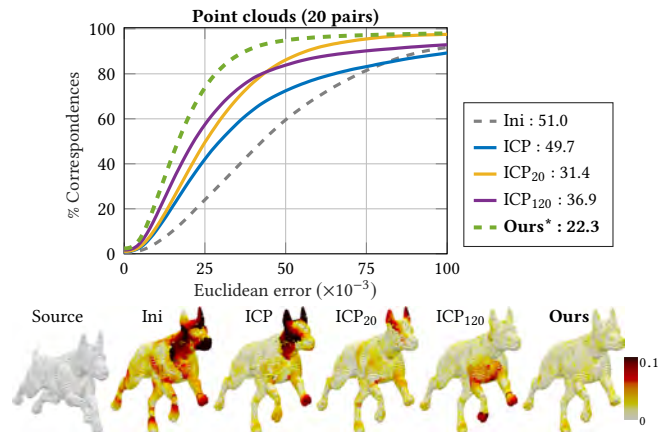 Point clouds (20 pairs)
% Correspondences
100
80
60
40
20
0
0 25 50 75 100
Euclidean error (×10⁻³)
Ini : 51.0
ICP : 49.7
ICP₂₀ : 31.4
ICP₁₂₀ : 36.9
Ours* : 22.3
Source Ini ICP ICP₂₀ ICP₁₂₀ Ours
0.1
0